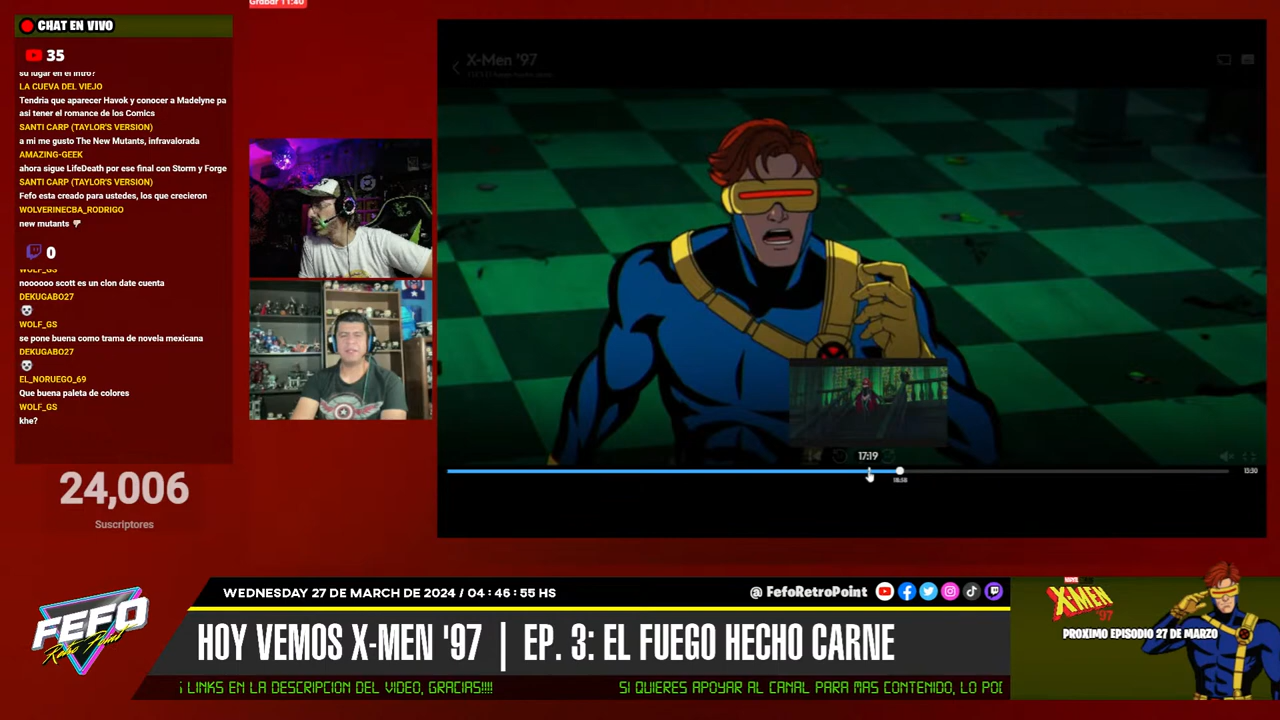 Grabar 11:40
CHAT EN VIVO
35
su lugar en el intro?
LA CUEVA DEL VIEJO
Tendria que aparecer Havok y conocer a Madelyne pa
asi tener el romance de los Comics
SANTI CARP (TAYLOR'S VERSION)
a mi me gusto The New Mutants, infravalorada
AMAZING-GEEK
ahora sigue LifeDeath por ese final con Storm y Forge
SANTI CARP (TAYLOR'S VERSION)
Fefo esta creado para ustedes, los que crecieron
WOLVERINECBA_RODRIGO
new mutants
0
WOLF_GS
noooooo scott es un clon date cuenta
DEKUGABO27
WOLF_GS
se pone buena como trama de novela mexicana
DEKUGABO27
EL_NORUEGO_69
Que buena paleta de colores
WOLF_GS
khe?
24,006
Suscriptores
X-Men '97
17:19
18:58
FEFO
WEDNESDAY 27 DE MARCH DE 2024 / 04:46:55 HS
@ FefoRetroPoint
HOY VEMOS X-MEN '97 | EP. 3: EL FUEGO HECHO CARNE
¡ LINKS EN LA DESCRIPCION DEL VIDEO, GRACIAS!!!! SI QUIERES APOYAR AL CANAL PARA MAS CONTENIDO, LO POD
MARVEL
X-MEN
'97
PROXIMO EPISODIO 27 DE MARZO